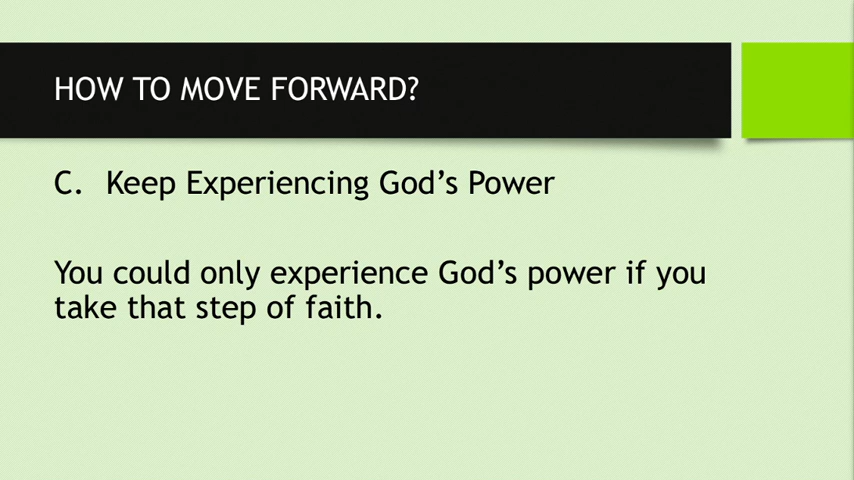 HOW TO MOVE FORWARD?
C. Keep Experiencing God’s Power
You could only experience God’s power if you
take that step of faith.